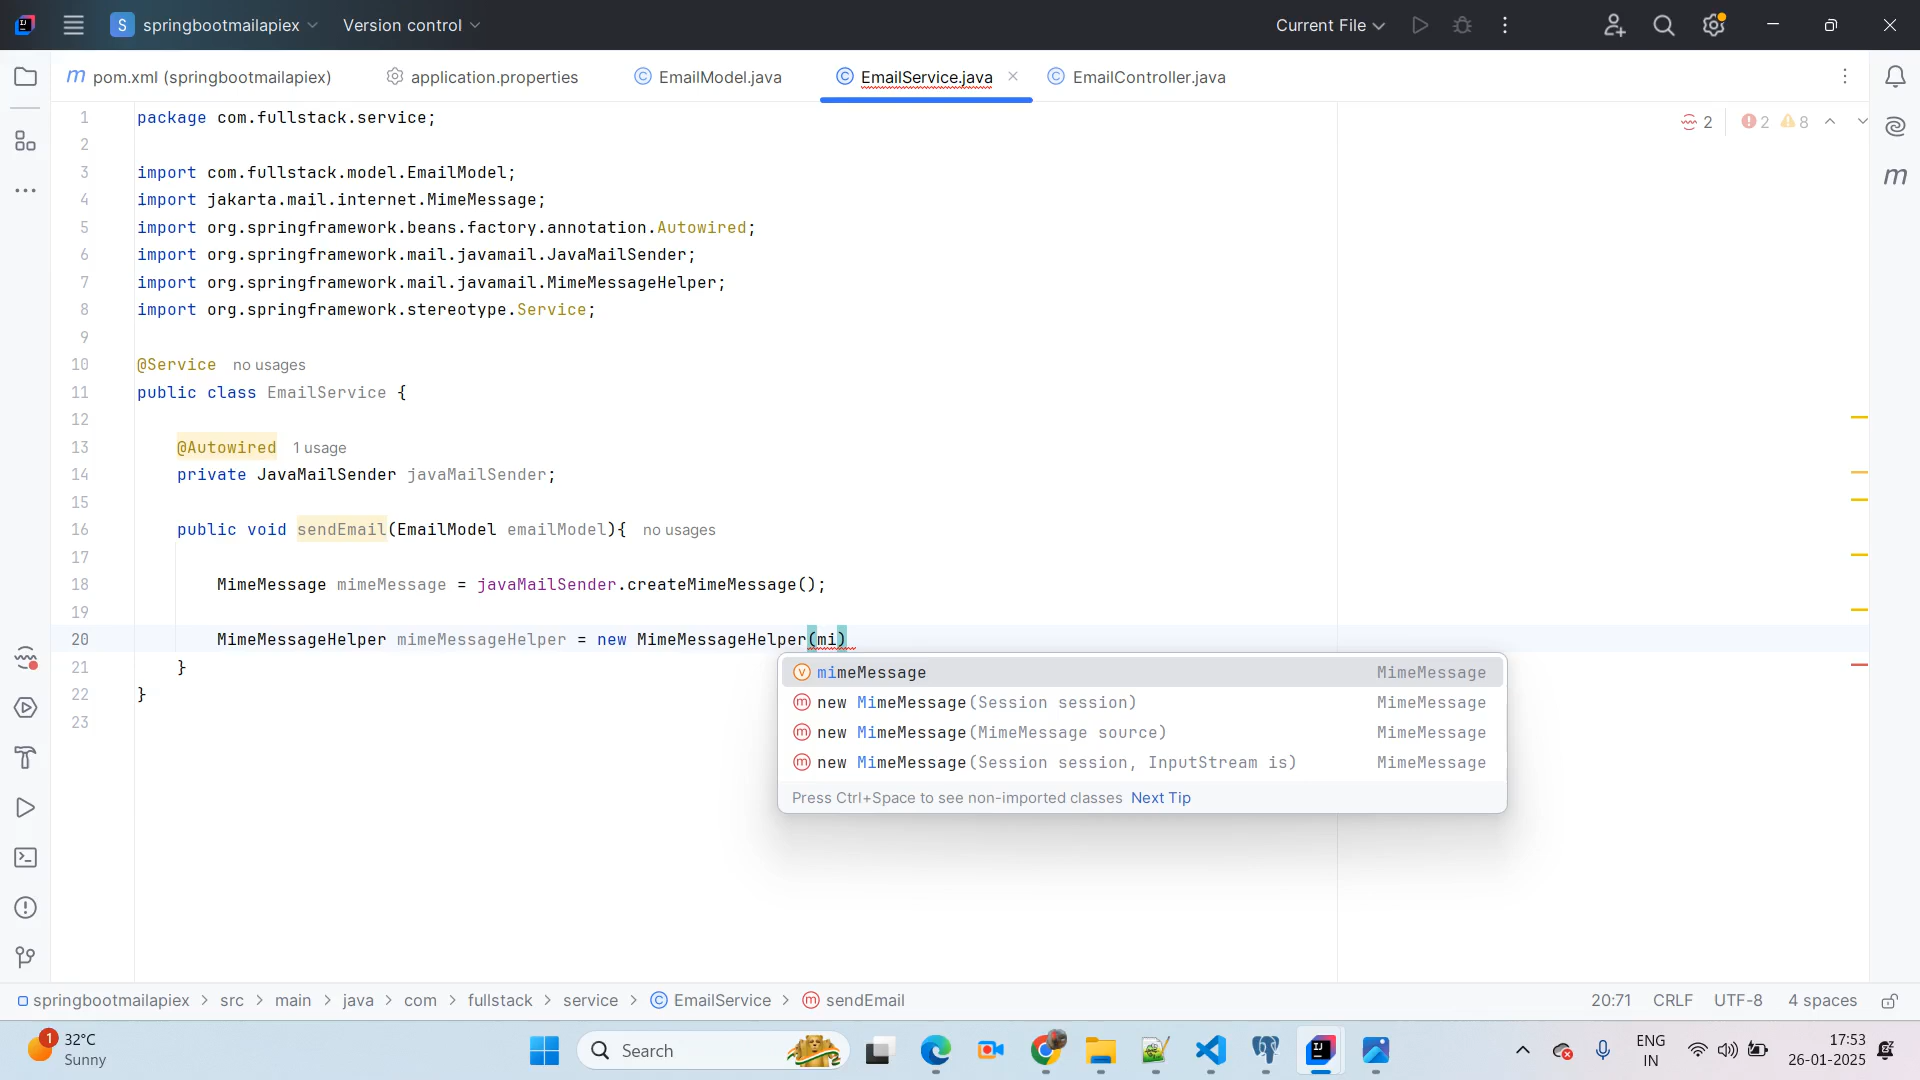 S springbootmailapiex Version control Current File
m pom.xml (springbootmailapiex) application.properties EmailModel.java EmailService.java EmailController.java
2 2 8
1 package com.fullstack.service;
2
3 import com.fullstack.model.EmailModel;
4 import jakarta.mail.internet.MimeMessage;
5 import org.springframework.beans.factory.annotation.Autowired;
6 import org.springframework.mail.javamail.JavaMailSender;
7 import org.springframework.mail.javamail.MimeMessageHelper;
8 import org.springframework.stereotype.Service;
9
10 @Service no usages
11 public class EmailService {
12
13 @Autowired 1 usage
14 private JavaMailSender javaMailSender;
15
16 public void sendEmail(EmailModel emailModel){ no usages
17
18 MimeMessage mimeMessage = javaMailSender.createMimeMessage();
19
20 MimeMessageHelper mimeMessageHelper = new MimeMessageHelper(mi)
21 }
22 }
23
mimeMessage MimeMessage
new MimeMessage(Session session) MimeMessage
new MimeMessage(MimeMessage source) MimeMessage
new MimeMessage(Session session, InputStream is) MimeMessage
Press Ctrl+Space to see non-imported classes Next Tip
springbootmailapiex > src > main > java > com > fullstack > service > EmailService > sendEmail 20:71 CRLF UTF-8 4 spaces
1 32°C
Sunny
Search
ENG
IN
17:53
26-01-2025